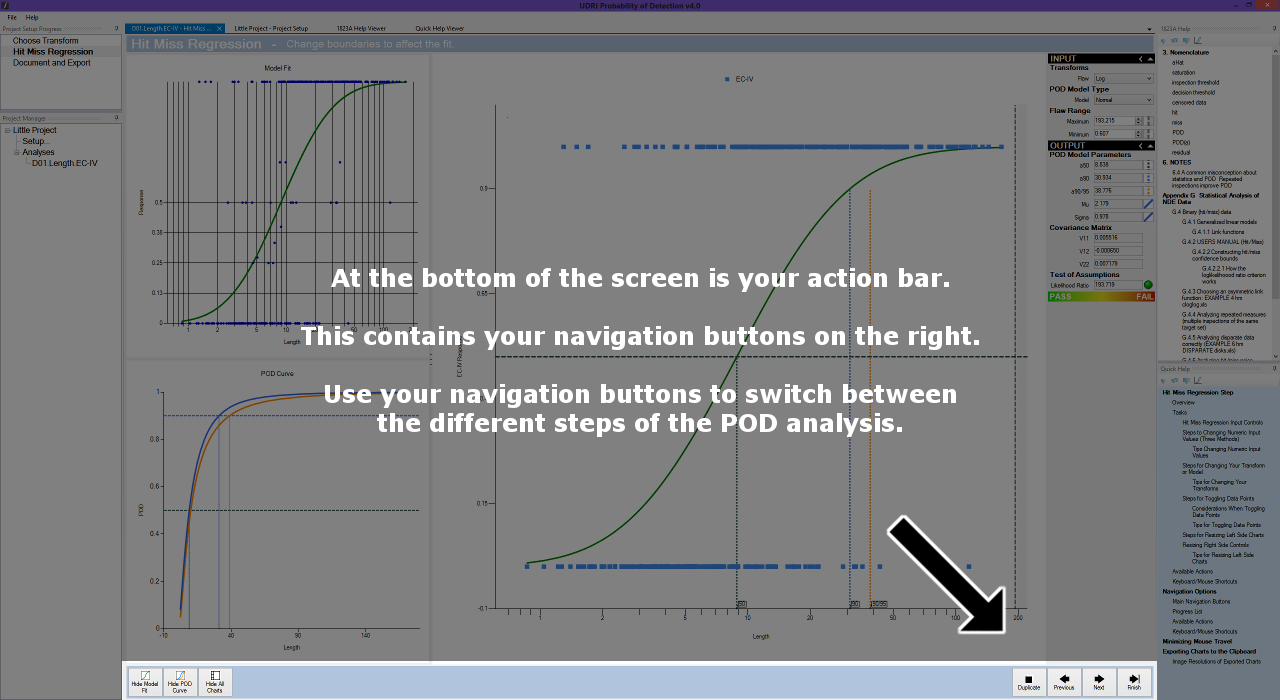 UDRI Probability of Detection v4.0
File Help
Project Setup Progress
Choose Transform
Hit Miss Regression
Document and Export
Project Manager
Little Project
Setup...
Analyses
D01.Length.EC-IV
D01.Length.EC-IV - Hit Miss ...
Little Project - Project Setup
1823A Help Viewer
Quick Help Viewer
Hit Miss Regression - Change boundaries to affect the fit.
Model Fit
Response
0.5
0.38
0.25
0.13
0
1 2 5 10 20 50 100
Length
POD Curve
POD
1
0.8
0.6
0.4
0.2
0
-10 40 90 140
Length
EC-IV
0.9
0.55
0.15
-0.1
1 2 5 10 20 50 100 200
Length
At the bottom of the screen is your action bar.
This contains your navigation buttons on the right.
Use your navigation buttons to switch between
the different steps of the POD analysis.
INPUT
Transforms
Flaw Log
POD Model Type
Model Normal
Flaw Range
Maximum 193.215
Minimum 0.607
OUTPUT
POD Model Parameters
a50 8.838
a90 30.934
a90/95 38.776
Mu 2.179
Sigma 0.978
Covariance Matrix
V11 0.005516
V12 -0.000650
V22 0.007179
Test of Assumptions
Likelihood Ratio 193.719
PASS FAIL
1823A Help
3. Nomenclature
aHat
saturation
inspection threshold
decision threshold
censored data
hit
miss
POD
POD(a)
residual
6. NOTES
6.4 A common misconception about
statistics and POD Repeated
inspections improve POD
Appendix G Statistical Analysis of
NDE Data
G.4 Binary (hit/miss) data
G.4.1 Generalized linear models
G.4.1.1 Link functions
G.4.2 USERS MANUAL (Hit/Miss)
G.4.2.2 Constructing hit/miss
confidence bounds
G.4.2.2.1 How the
loglikelihood ratio criterion
works
G.4.3 Choosing an asymmetric link
function: EXAMPLE 4 hm
cloglog.xls
G.4.4 Analyzing repeated measures
(multiple inspections of the same
target set)
G.4.5 Analyzing disparate data
correctly (EXAMPLE 6 hm
DISPARATE disks.xls)
Quick Help
Hit Miss Regression Step
Overview
Tasks
Hit Miss Regression Input Controls
Steps to Changing Numeric Input
Values (Three Methods)
Tips Changing Numeric Input
Values
Steps for Changing Your Transform
or Model
Tips for Changing Your
Transforms
Steps for Toggling Data Points
Considerations When Toggling
Data Points
Tips for Toggling Data Points
Steps for Resizing Left Side Charts
Resizing Right Side Controls
Tips for Resizing Left Side
Charts
Available Actions
Keyboard/Mouse Shortcuts
Navigation Options
Main Navigation Buttons
Progress List
Available Actions
Keyboard/Mouse Shortcuts
Minimizing Mouse Travel
Exporting Charts to the Clipboard
Image Resolutions of Exported Charts
Hide Model
Fit
Hide POD
Curve
Hide All
Charts
Duplicate
Previous
Next
Finish